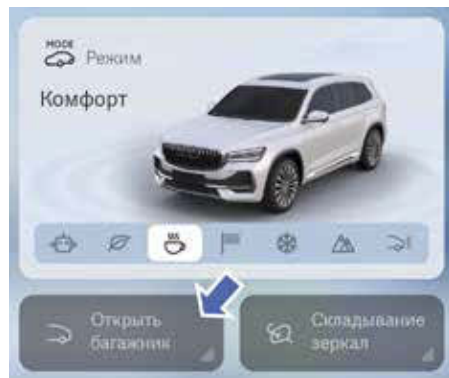 MODE
Режим
Комфорт
Открыть
багажник
Складывание
зеркал